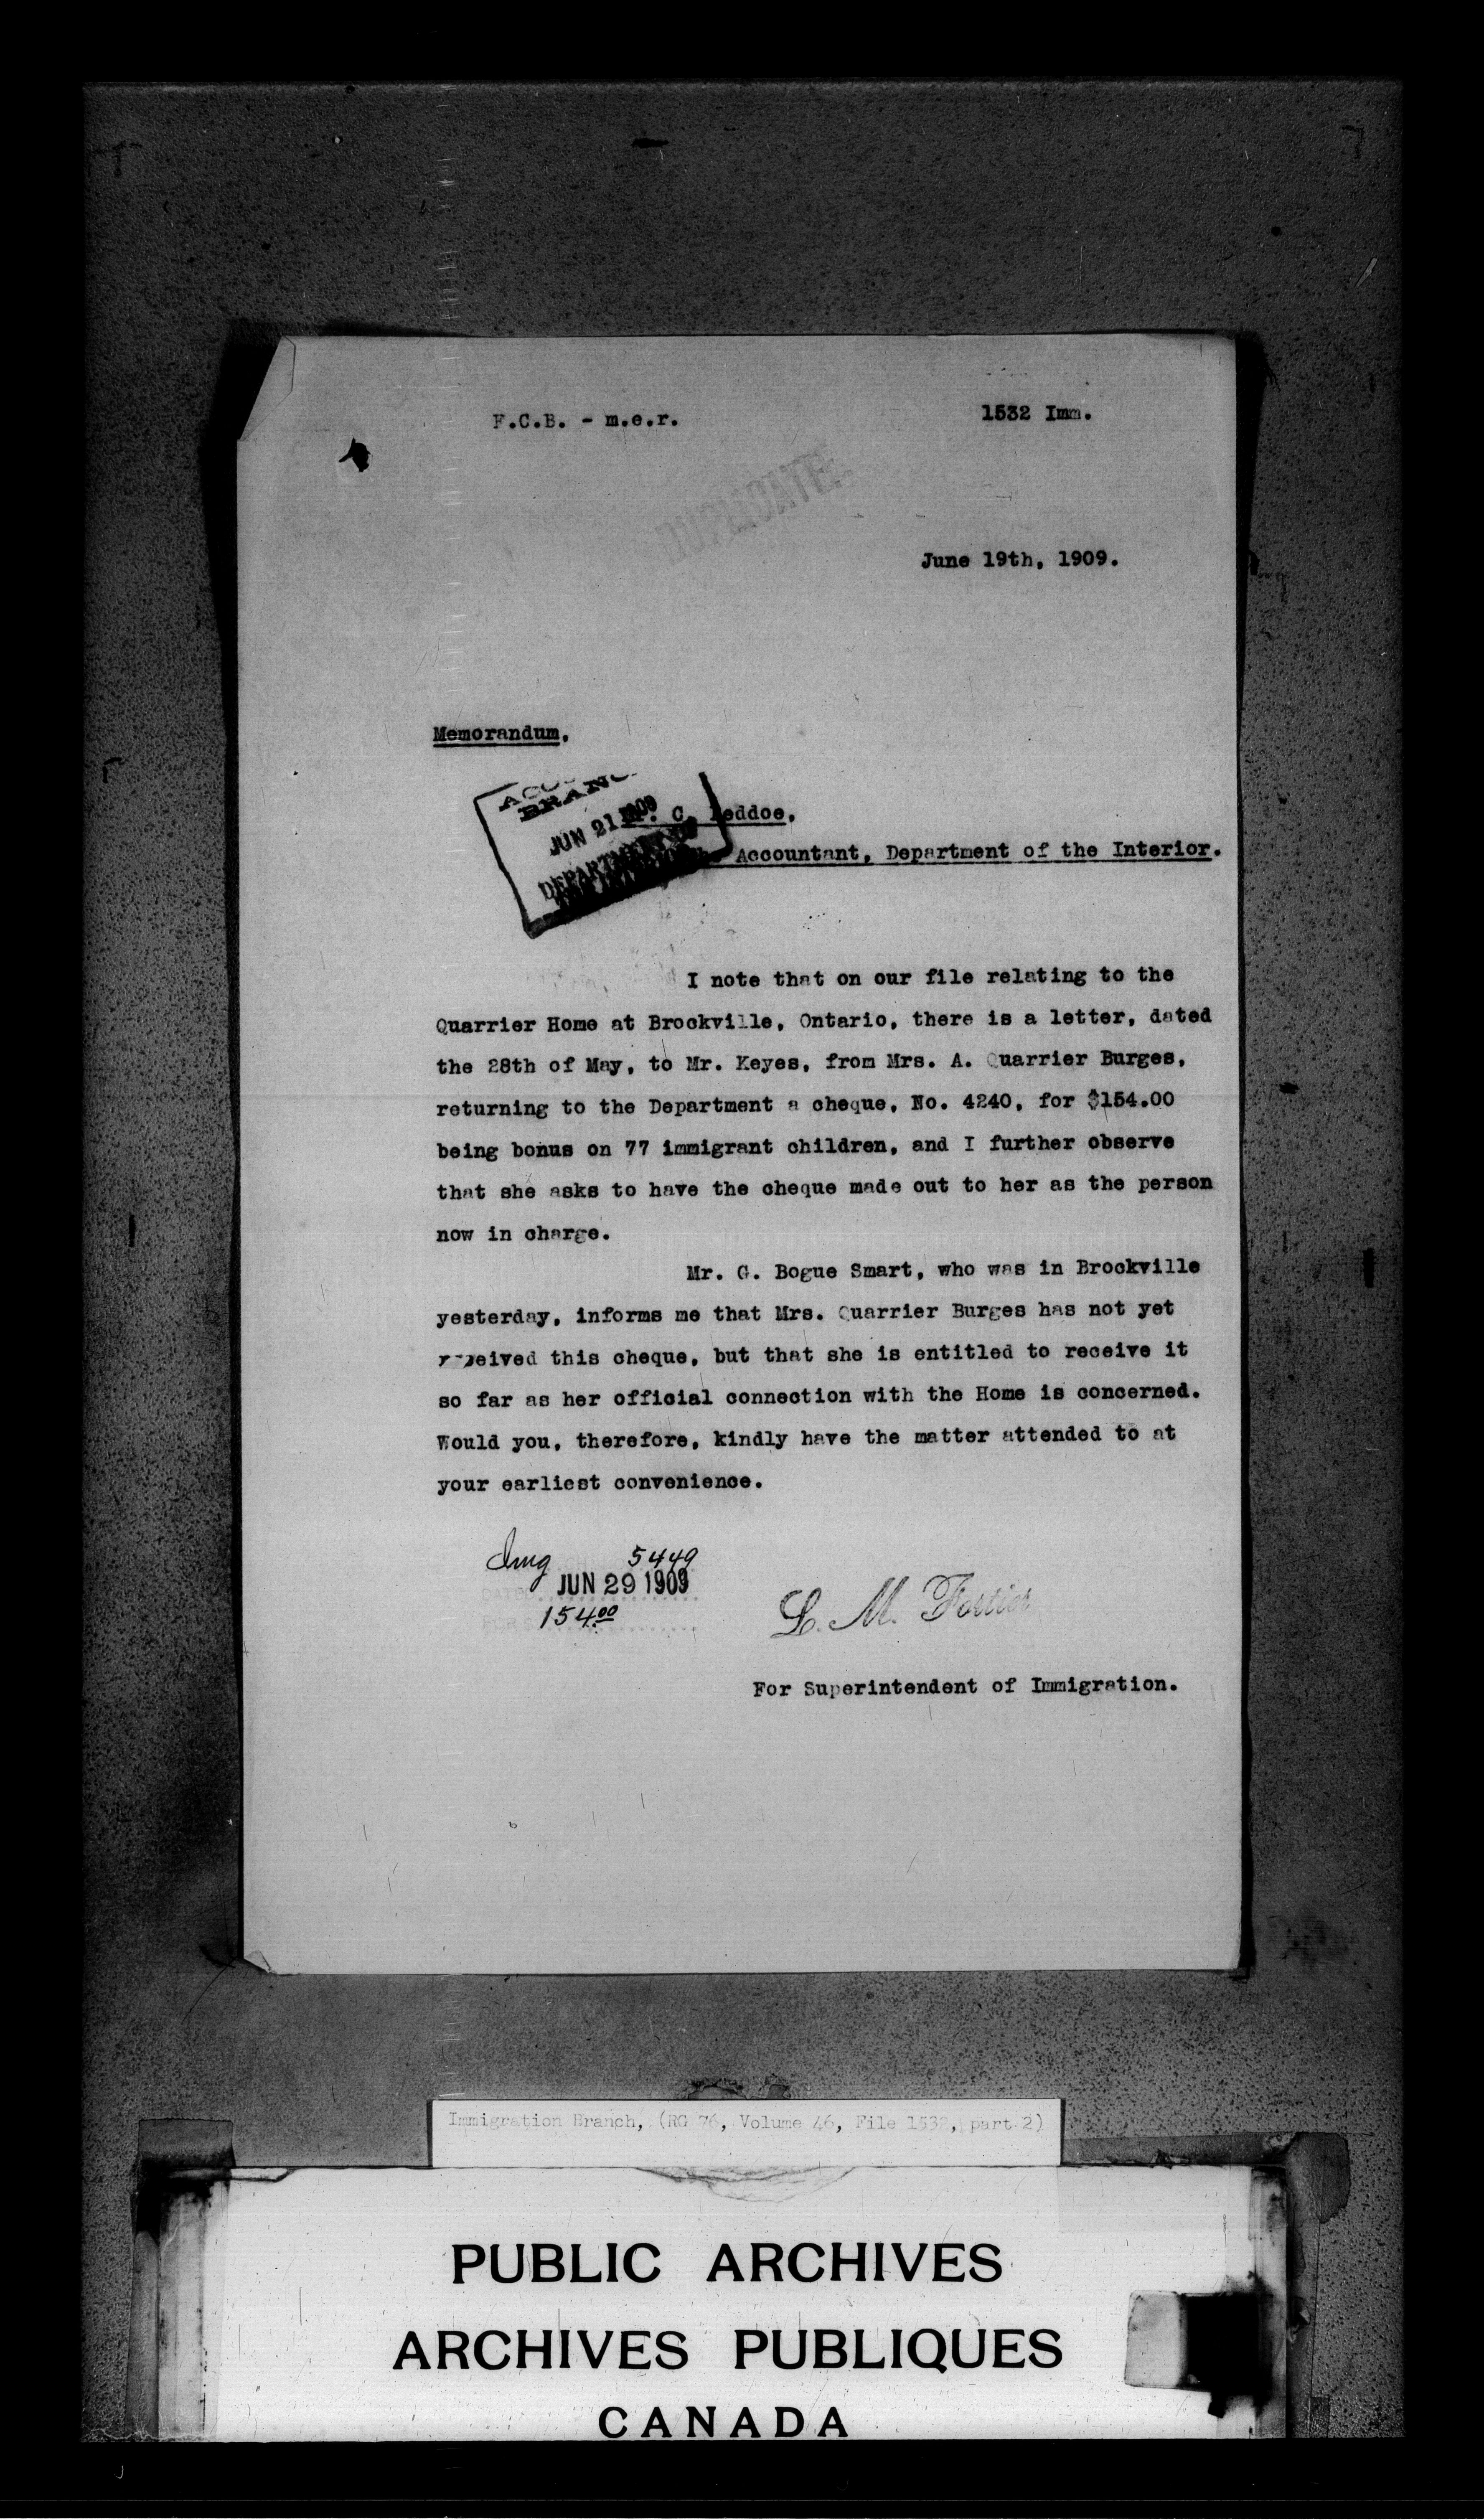 F.C.B. - m.e.r.
1532 Imm.
DUPLICATE.
June 19th, 1909.
Memorandum.
BRANC
JUN 21 1909
DEPARTMENT
C. Beddoe,
Accountant, Department of the Interior.
I note that on our file relating to the
Quarrier Home at Brockville, Ontario, there is a letter, dated
the 28th of May, to Mr. Keyes, from Mrs. A. Quarrier Burges,
returning to the Department a cheque, No. 4240, for $154.00
being bonus on 77 immigrant children, and I further observe
that she asks to have the cheque made out to her as the person
now in charge.
Mr. G. Bogue Smart, who was in Brockville
yesterday, informs me that Mrs. Quarrier Burges has not yet
received this cheque, but that she is entitled to receive it
so far as her official connection with the Home is concerned.
Would you, therefore, kindly have the matter attended to at
your earliest convenience.
Img 5449
DATED JUN 29 1909
FOR $ 154.00
L. M. Fortier
For Superintendent of Immigration.
Immigration Branch, (RG 76, Volume 46, File 1532, part 2)
PUBLIC ARCHIVES
ARCHIVES PUBLIQUES
CANADA